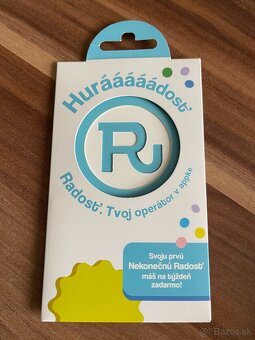 Huráááááádosť
R
Radosť. Tvoj operátor v appke
Svoju prvú
Nekonečnú Radosť
máš na týždeň
zadarmo!
Bazos.sk